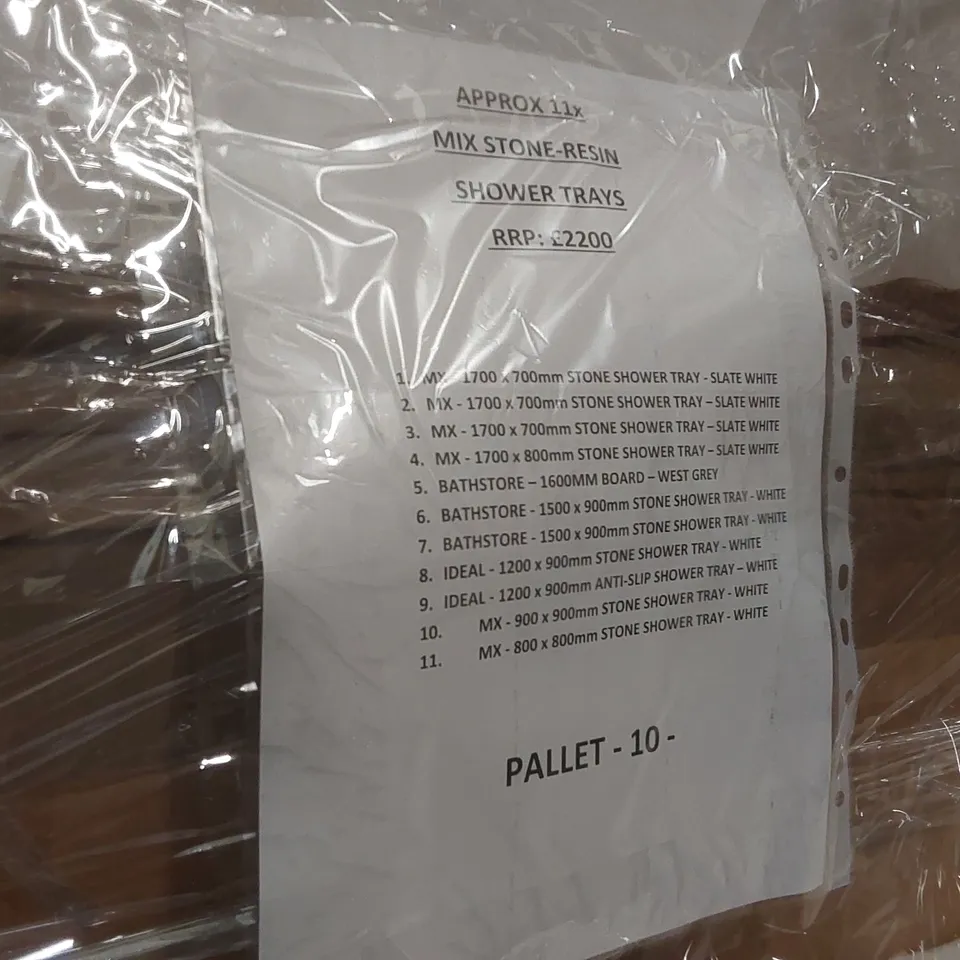 APPROX 11x
MIX STONE-RESIN
SHOWER TRAYS
RRP: £2200
1. MX - 1700 x 700mm STONE SHOWER TRAY - SLATE WHITE
2. MX - 1700 x 700mm STONE SHOWER TRAY – SLATE WHITE
3. MX - 1700 x 700mm STONE SHOWER TRAY – SLATE WHITE
4. MX - 1700 x 800mm STONE SHOWER TRAY – SLATE WHITE
5. BATHSTORE – 1600MM BOARD – WEST GREY
6. BATHSTORE - 1500 x 900mm STONE SHOWER TRAY - WHITE
7. BATHSTORE - 1500 x 900mm STONE SHOWER TRAY - WHITE
8. IDEAL - 1200 x 900mm STONE SHOWER TRAY - WHITE
9. IDEAL - 1200 x 900mm ANTI-SLIP SHOWER TRAY – WHITE
10. MX - 900 x 900mm STONE SHOWER TRAY - WHITE
11. MX - 800 x 800mm STONE SHOWER TRAY - WHITE
PALLET - 10 -